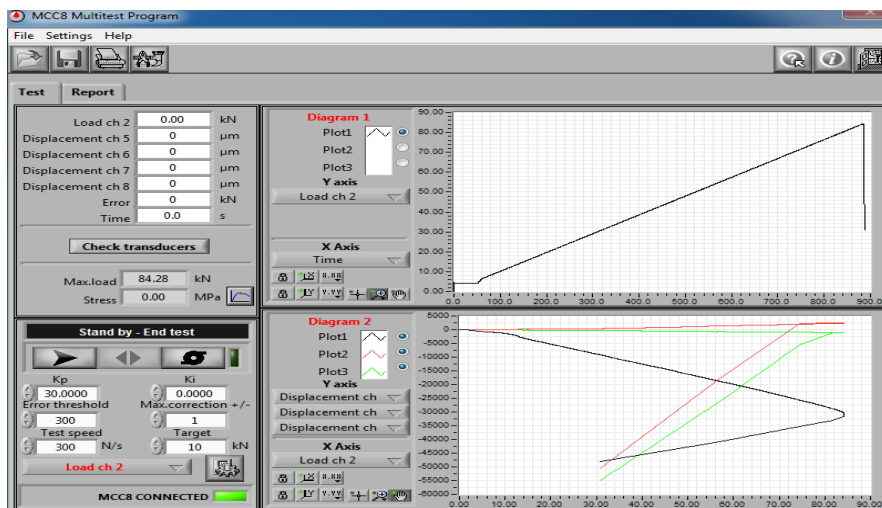 MCC8 Multitest Program
File Settings Help
Test Report
Load ch 2 0.00 kN
Displacement ch 5 0 µm
Displacement ch 6 0 µm
Displacement ch 7 0 µm
Displacement ch 8 0 µm
Error 0 kN
Time 0.0 s
Check transducers
Max.load 84.28 kN
Stress 0.00 MPa
Stand by - End test
Kp Ki
30.0000 0.0000
Error threshold Max.correction +/-
300 1
Test speed Target
300 N/s 10 kN
Load ch 2
MCC8 CONNECTED
Diagram 1
Plot1
Plot2
Plot3
Y axis
Load ch 2
X Axis
Time
90.00
80.00
70.00
60.00
50.00
40.00
30.00
20.00
10.00
0.00
0.0 100.0 200.0 300.0 400.0 500.0 600.0 700.0 800.0 900.0
Diagram 2
Plot1
Plot2
Plot3
Y axis
Displacement ch
Displacement ch
Displacement ch
X Axis
Load ch 2
5000
0
-5000
-10000
-15000
-20000
-25000
-30000
-35000
-40000
-45000
-50000
-55000
-60000
0.00 10.00 20.00 30.00 40.00 50.00 60.00 70.00 80.00 90.00